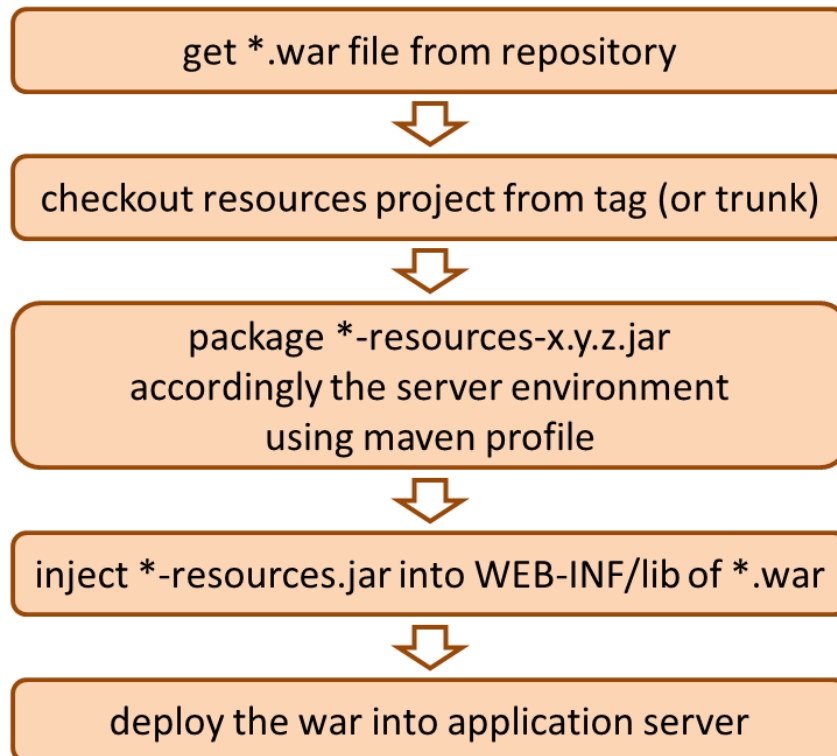 get *.war file from repository
checkout resources project from tag (or trunk)
package *-resources-x.y.z.jar
accordingly the server environment
using maven profile
inject *-resources.jar into WEB-INF/lib of *.war
deploy the war into application server